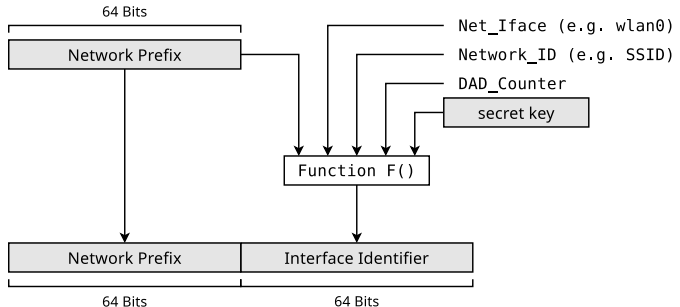 64 Bits
Net_Iface (e.g. wlan0)
Network Prefix
Network_ID (e.g. SSID)
DAD_Counter
secret key
Function F()
Network Prefix
Interface Identifier
64 Bits
64 Bits